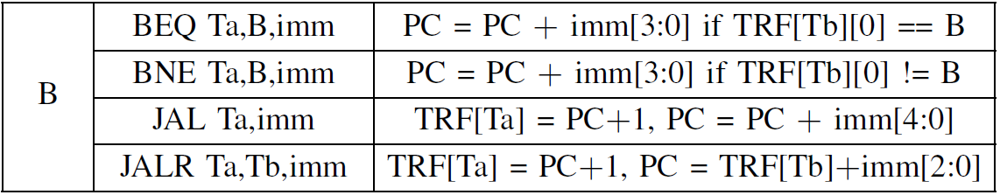 B
BEQ Ta,B,imm PC = PC + imm[3:0] if TRF[Tb][0] == B
BNE Ta,B,imm PC = PC + imm[3:0] if TRF[Tb][0] != B
JAL Ta,imm TRF[Ta] = PC+1, PC = PC + imm[4:0]
JALR Ta,Tb,imm TRF[Ta] = PC+1, PC = TRF[Tb]+imm[2:0]